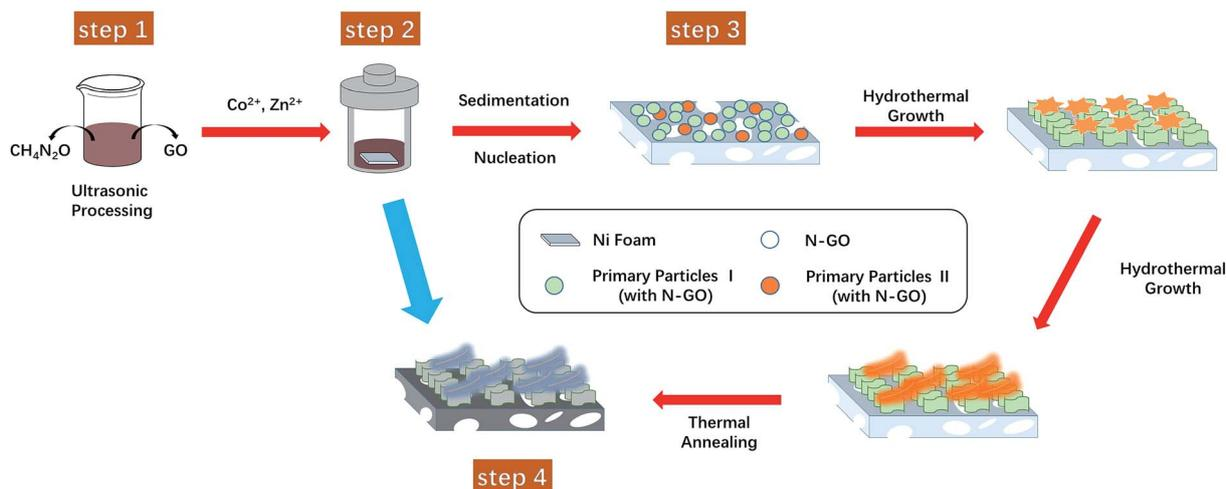 step 1
step 2
step 3
Co²⁺, Zn²⁺
Sedimentation
Nucleation
Hydrothermal
Growth
CH₄N₂O
GO
Ultrasonic
Processing
Ni Foam
N-GO
Primary Particles Ⅰ
(with N-GO)
Primary Particles Ⅱ
(with N-GO)
Hydrothermal
Growth
Thermal
Annealing
step 4